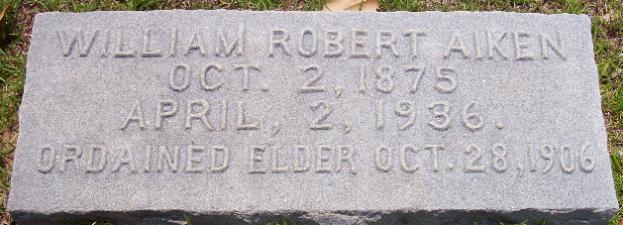 WILLIAM ROBERT AIKEN
OCT. 2, 1875
APRIL, 2, 1936.
ORDAINED ELDER OCT. 28, 1906